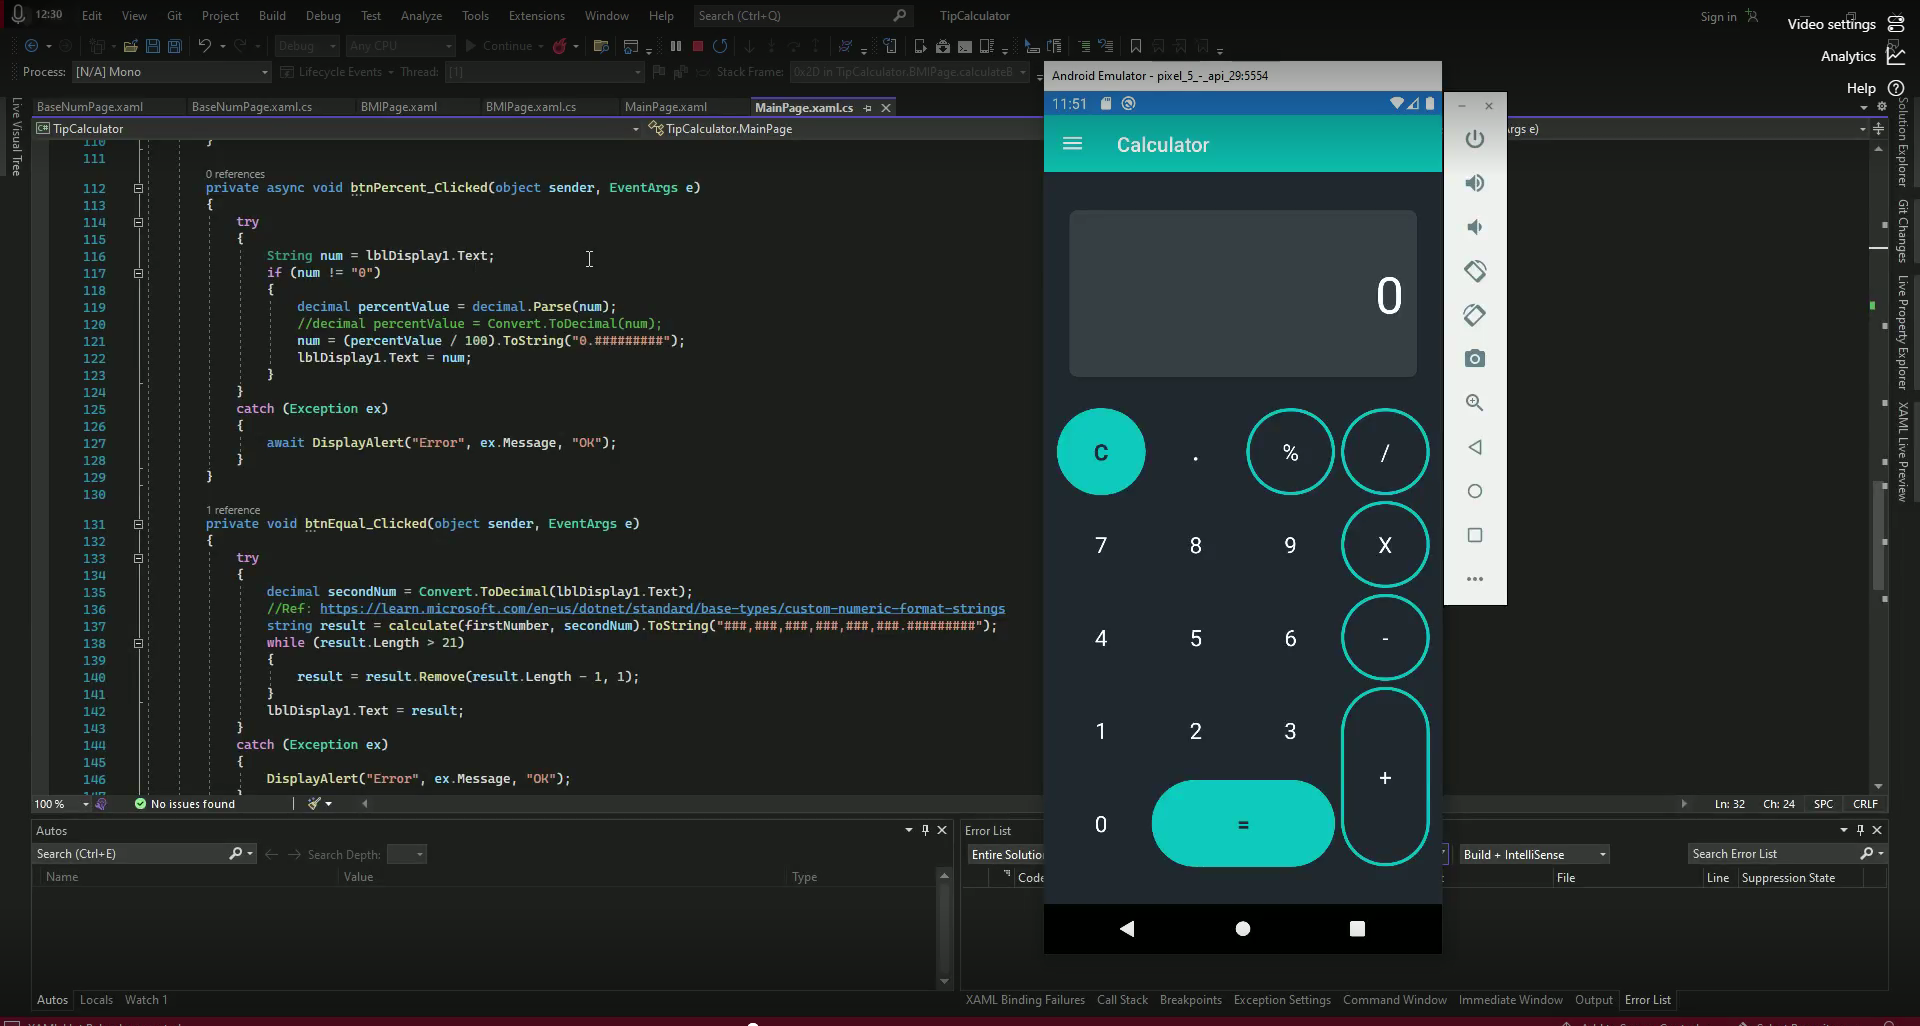 12:30 Edit View Git Project Build Debug Test Analyze Tools Extensions Window Help Search (Ctrl+Q) TipCalculator Sign in
Video settings
Analytics
Help
Debug Any CPU Continue
Process: [N/A] Mono Lifecycle Events Thread: [1] Stack Frame: 0x2D in TipCalculator.BMIPage.calculateB
BaseNumPage.xaml BaseNumPage.xaml.cs BMIPage.xaml BMIPage.xaml.cs MainPage.xaml MainPage.xaml.cs
TipCalculator TipCalculator.MainPage Args e)
110 }
111
0 references
112 private async void btnPercent_Clicked(object sender, EventArgs e)
113 {
114 try
115 {
116 String num = lblDisplay1.Text;
117 if (num != "0")
118 {
119 decimal percentValue = decimal.Parse(num);
120 //decimal percentValue = Convert.ToDecimal(num);
121 num = (percentValue / 100).ToString("0.#########");
122 lblDisplay1.Text = num;
123 }
124 }
125 catch (Exception ex)
126 {
127 await DisplayAlert("Error", ex.Message, "OK");
128 }
129 }
130
1 reference
131 private void btnEqual_Clicked(object sender, EventArgs e)
132 {
133 try
134 {
135 decimal secondNum = Convert.ToDecimal(lblDisplay1.Text);
136 //Ref: https://learn.microsoft.com/en-us/dotnet/standard/base-types/custom-numeric-format-strings
137 string result = calculate(firstNumber, secondNum).ToString("###,###,###,###,###,###.#########");
138 while (result.Length > 21)
139 {
140 result = result.Remove(result.Length - 1, 1);
141 }
142 lblDisplay1.Text = result;
143 }
144 catch (Exception ex)
145 {
146 DisplayAlert("Error", ex.Message, "OK");
Live Visual Tree
Android Emulator - pixel_5_-_api_29:5554
11:51
Calculator
0
C . % /
7 8 9 X
4 5 6 -
1 2 3
+
0 =
Solution Explorer
Git Changes
Live Property Explorer
XAML Live Preview
100 % No issues found Ln: 32 Ch: 24 SPC CRLF
Autos
Search (Ctrl+E) Search Depth:
Name Value Type
Autos Locals Watch 1
Error List
Entire Solutio Build + IntelliSense Search Error List
Code File Line Suppression State
XAML Binding Failures Call Stack Breakpoints Exception Settings Command Window Immediate Window Output Error List